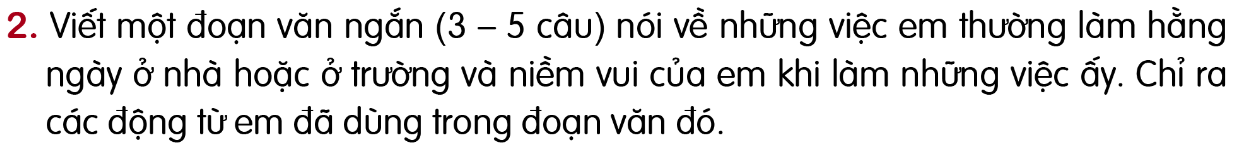 2. Viết một đoạn văn ngắn (3 – 5 câu) nói về những việc em thường làm hằng
ngày ở nhà hoặc ở trường và niềm vui của em khi làm những việc ấy. Chỉ ra
các động từ em đã dùng trong đoạn văn đó.